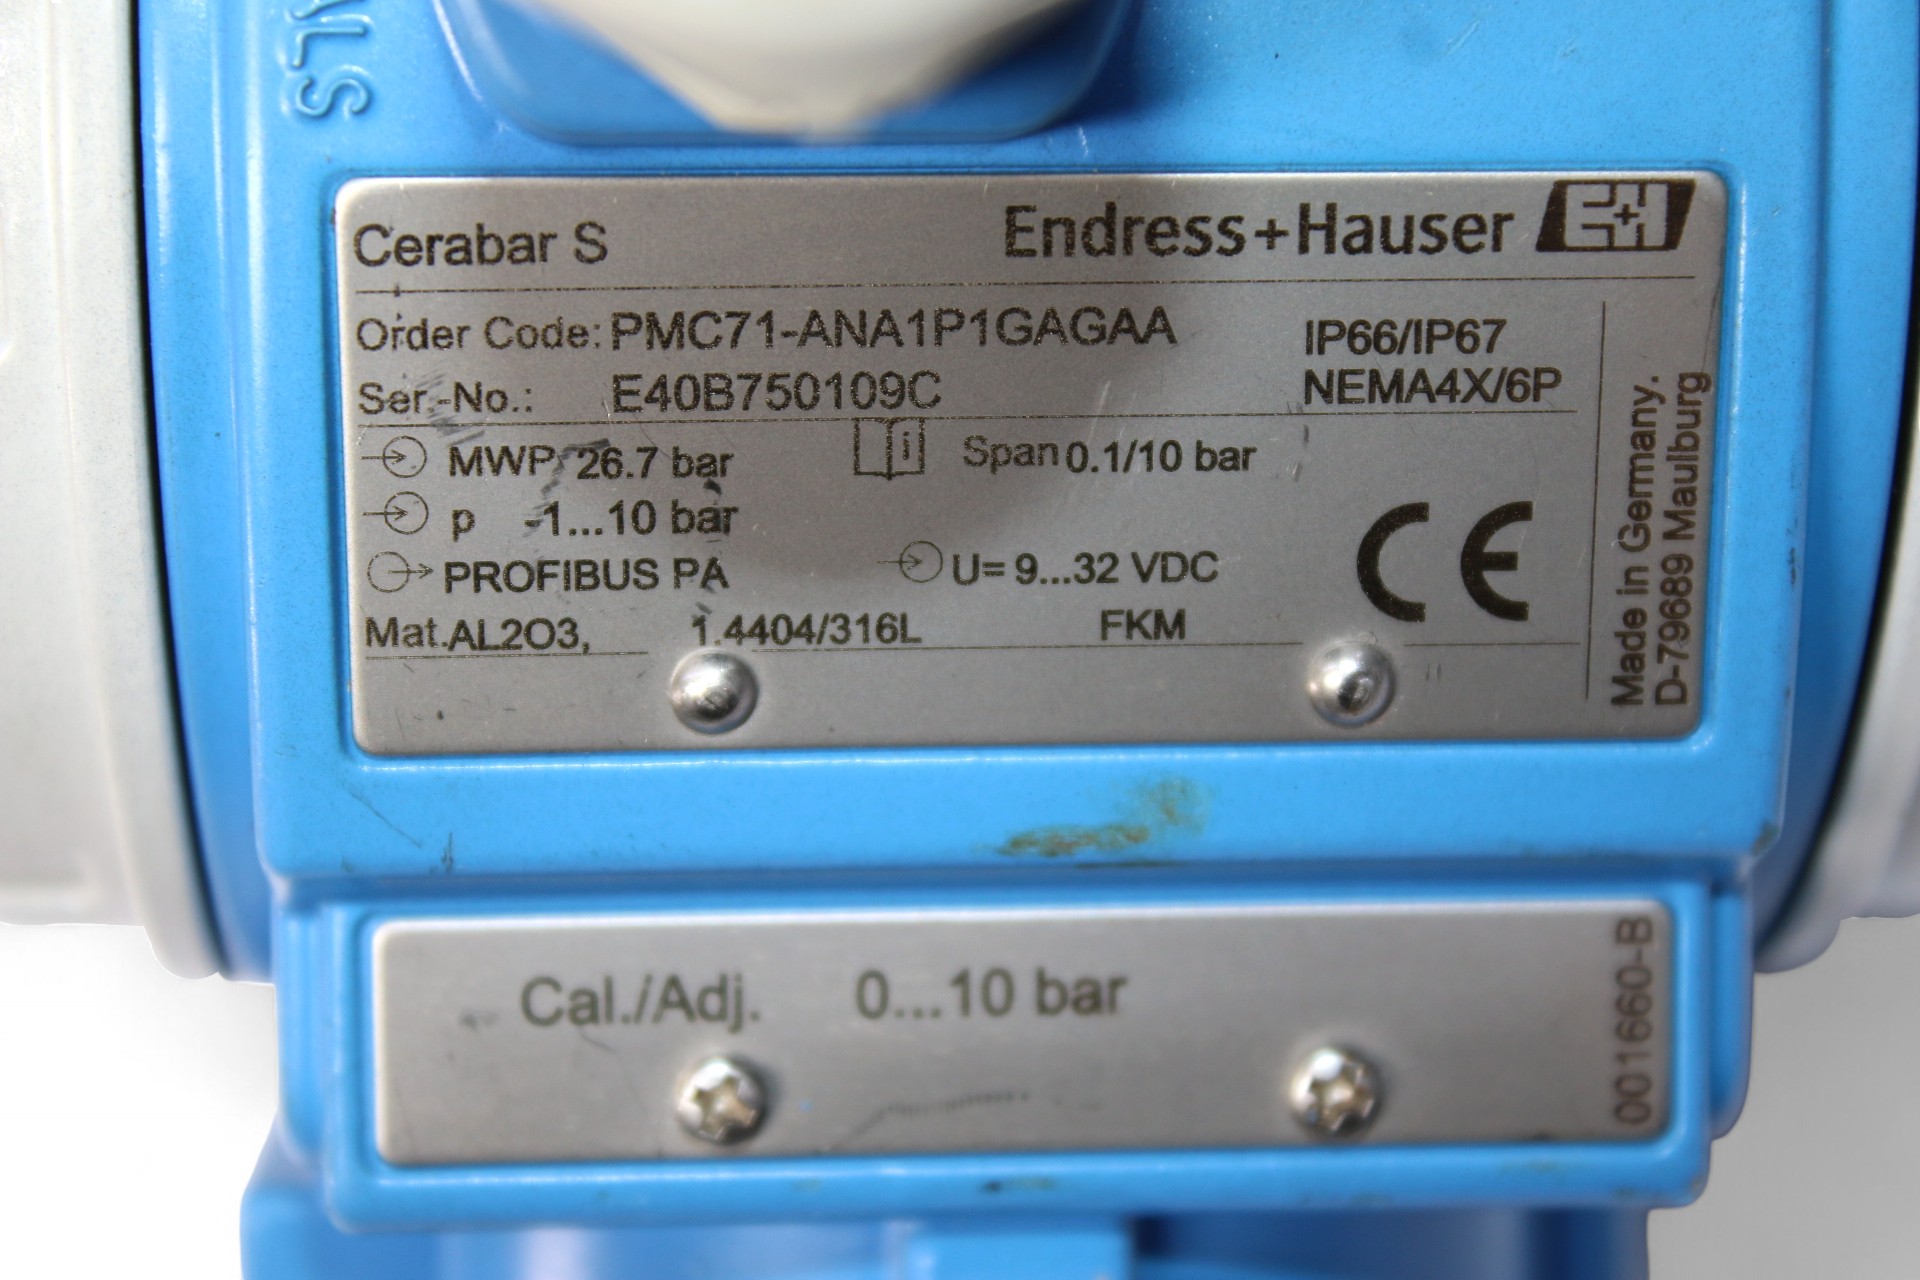 Cerabar S
Endress+Hauser
Order Code: PMC71-ANA1P1GAGAA
IP66/IP67
Ser.-No.: E40B750109C
NEMA4X/6P
MWP 26.7 bar
i Span 0.1/10 bar
p -1...10 bar
PROFIBUS PA
U= 9...32 VDC
CE
Mat. AL2O3, 1.4404/316L FKM
Made in Germany.
D-79689 Maulburg
Cal./Adj. 0...10 bar
001660-B